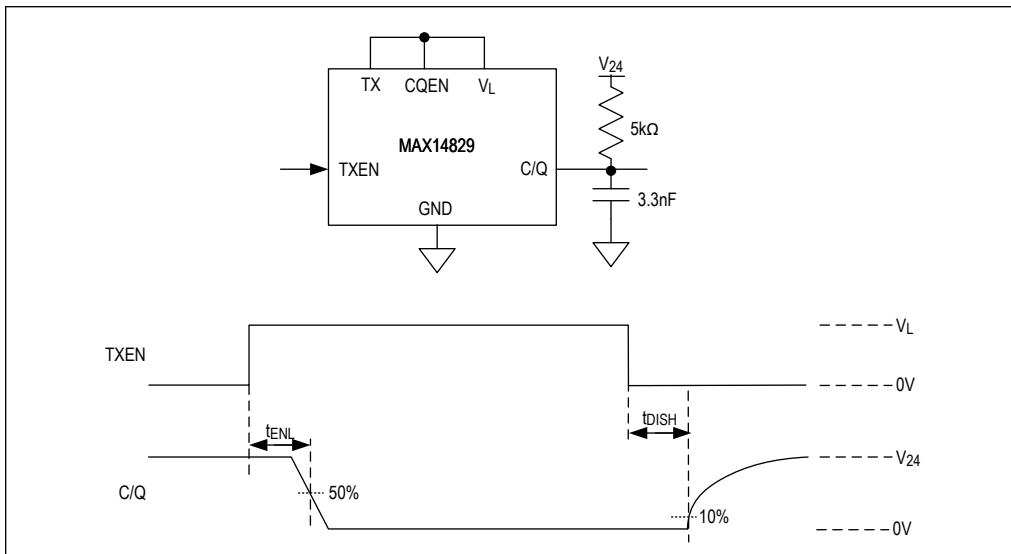 TX CQEN VL
V24
5kΩ
MAX14829
TXEN C/Q
3.3nF
GND
VL
TXEN
0V
tENL tDISH
V24
C/Q 50%
10%
0V